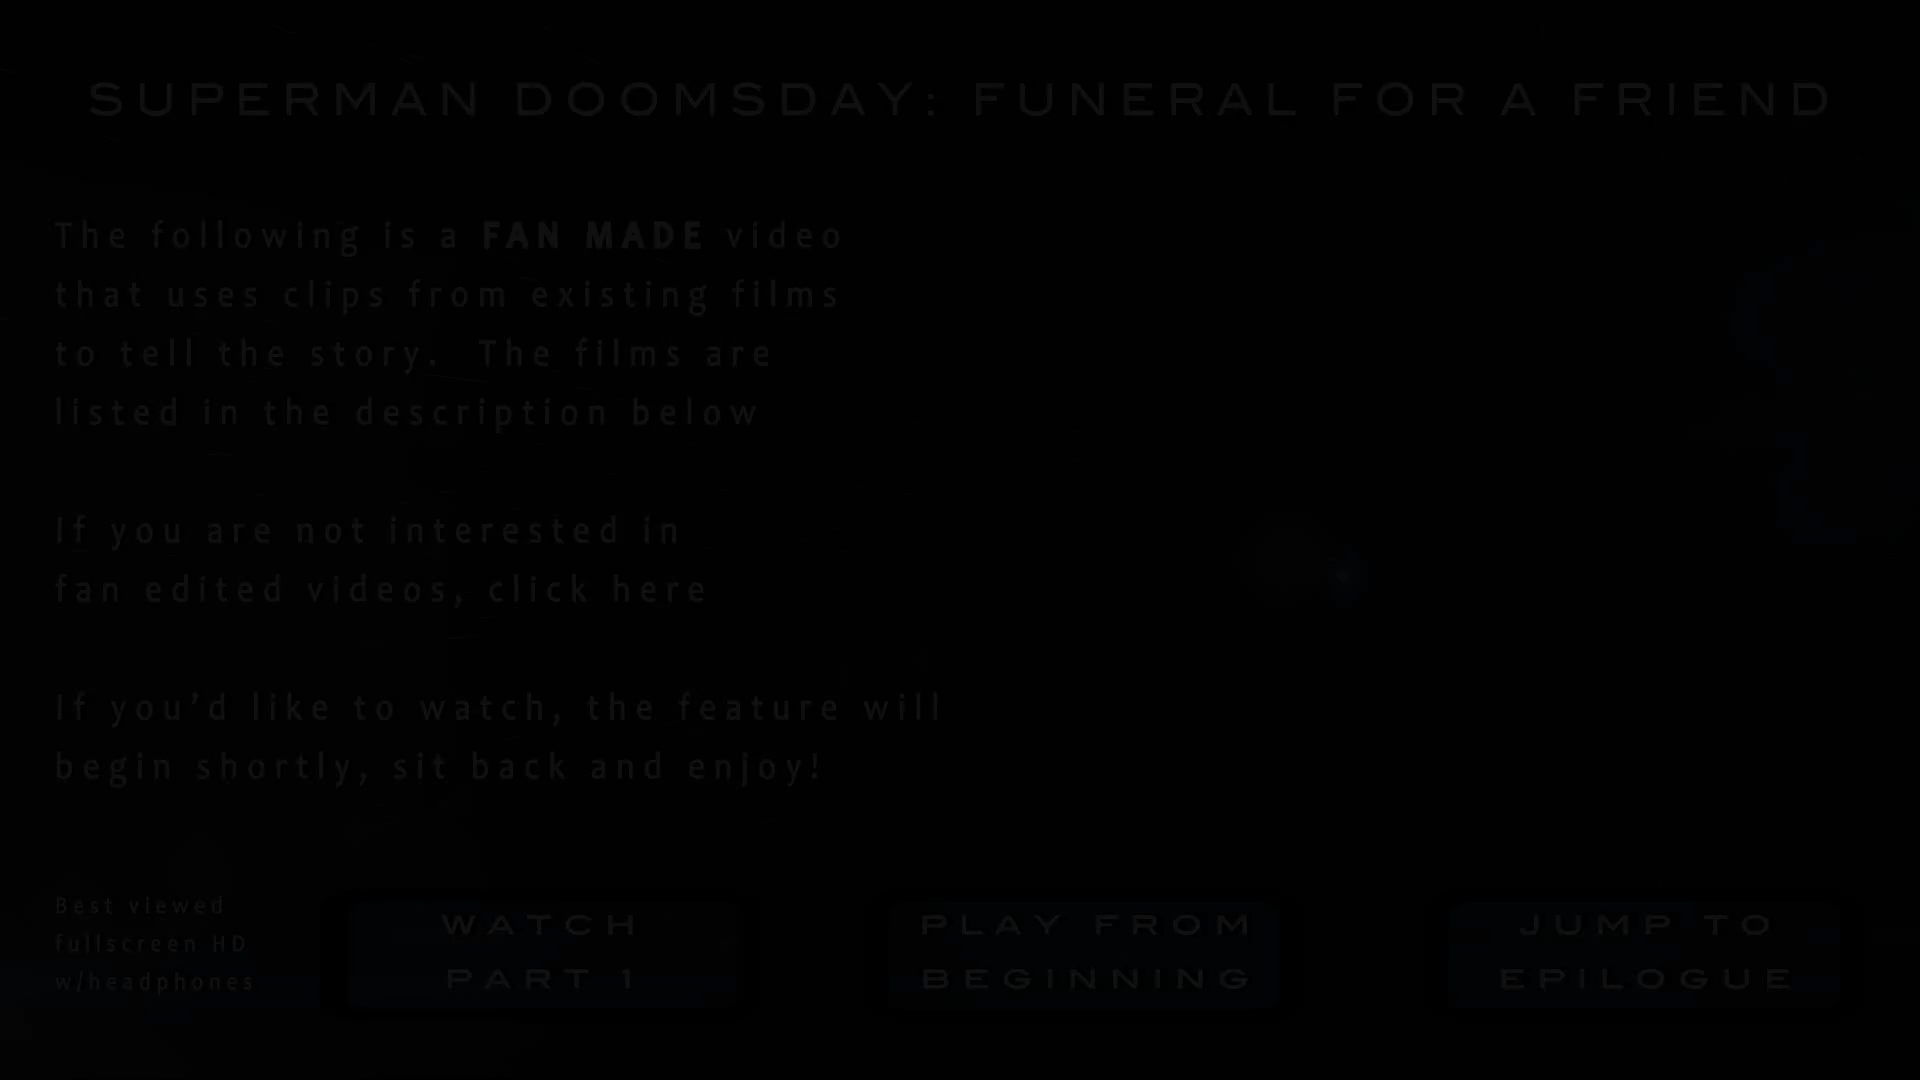 SUPERMAN DOOMSDAY: FUNERAL FOR A FRIEND
The following is a FAN MADE video
that uses clips from existing films
to tell the story.  The films are
listed in the description below
If you are not interested in
fan edited videos, click here
If you’d like to watch, the feature will
begin shortly, sit back and enjoy!
Best viewed
fullscreen HD
w/headphones
WATCH
PART 1
PLAY FROM
BEGINNING
JUMP TO
EPILOGUE